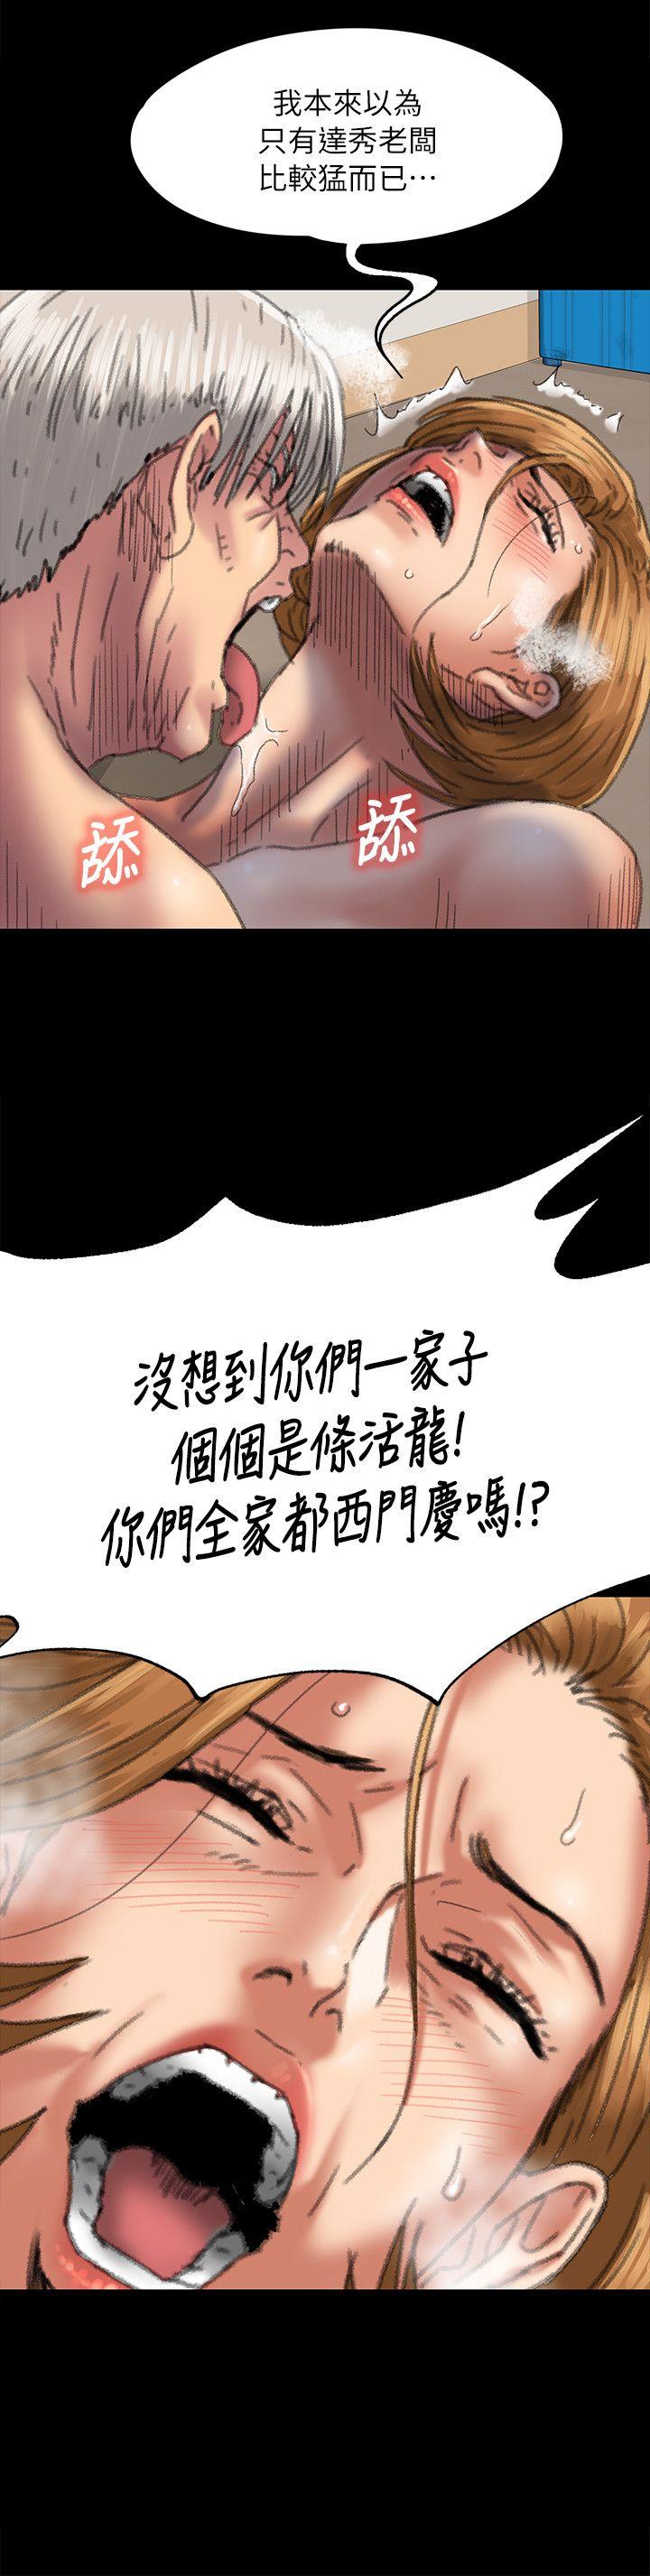 我本來以為
只有達秀老闆
比較猛而已…
舔
舔
沒想到你們一家子
個個是條活龍!
你們全家都西門慶嗎!?